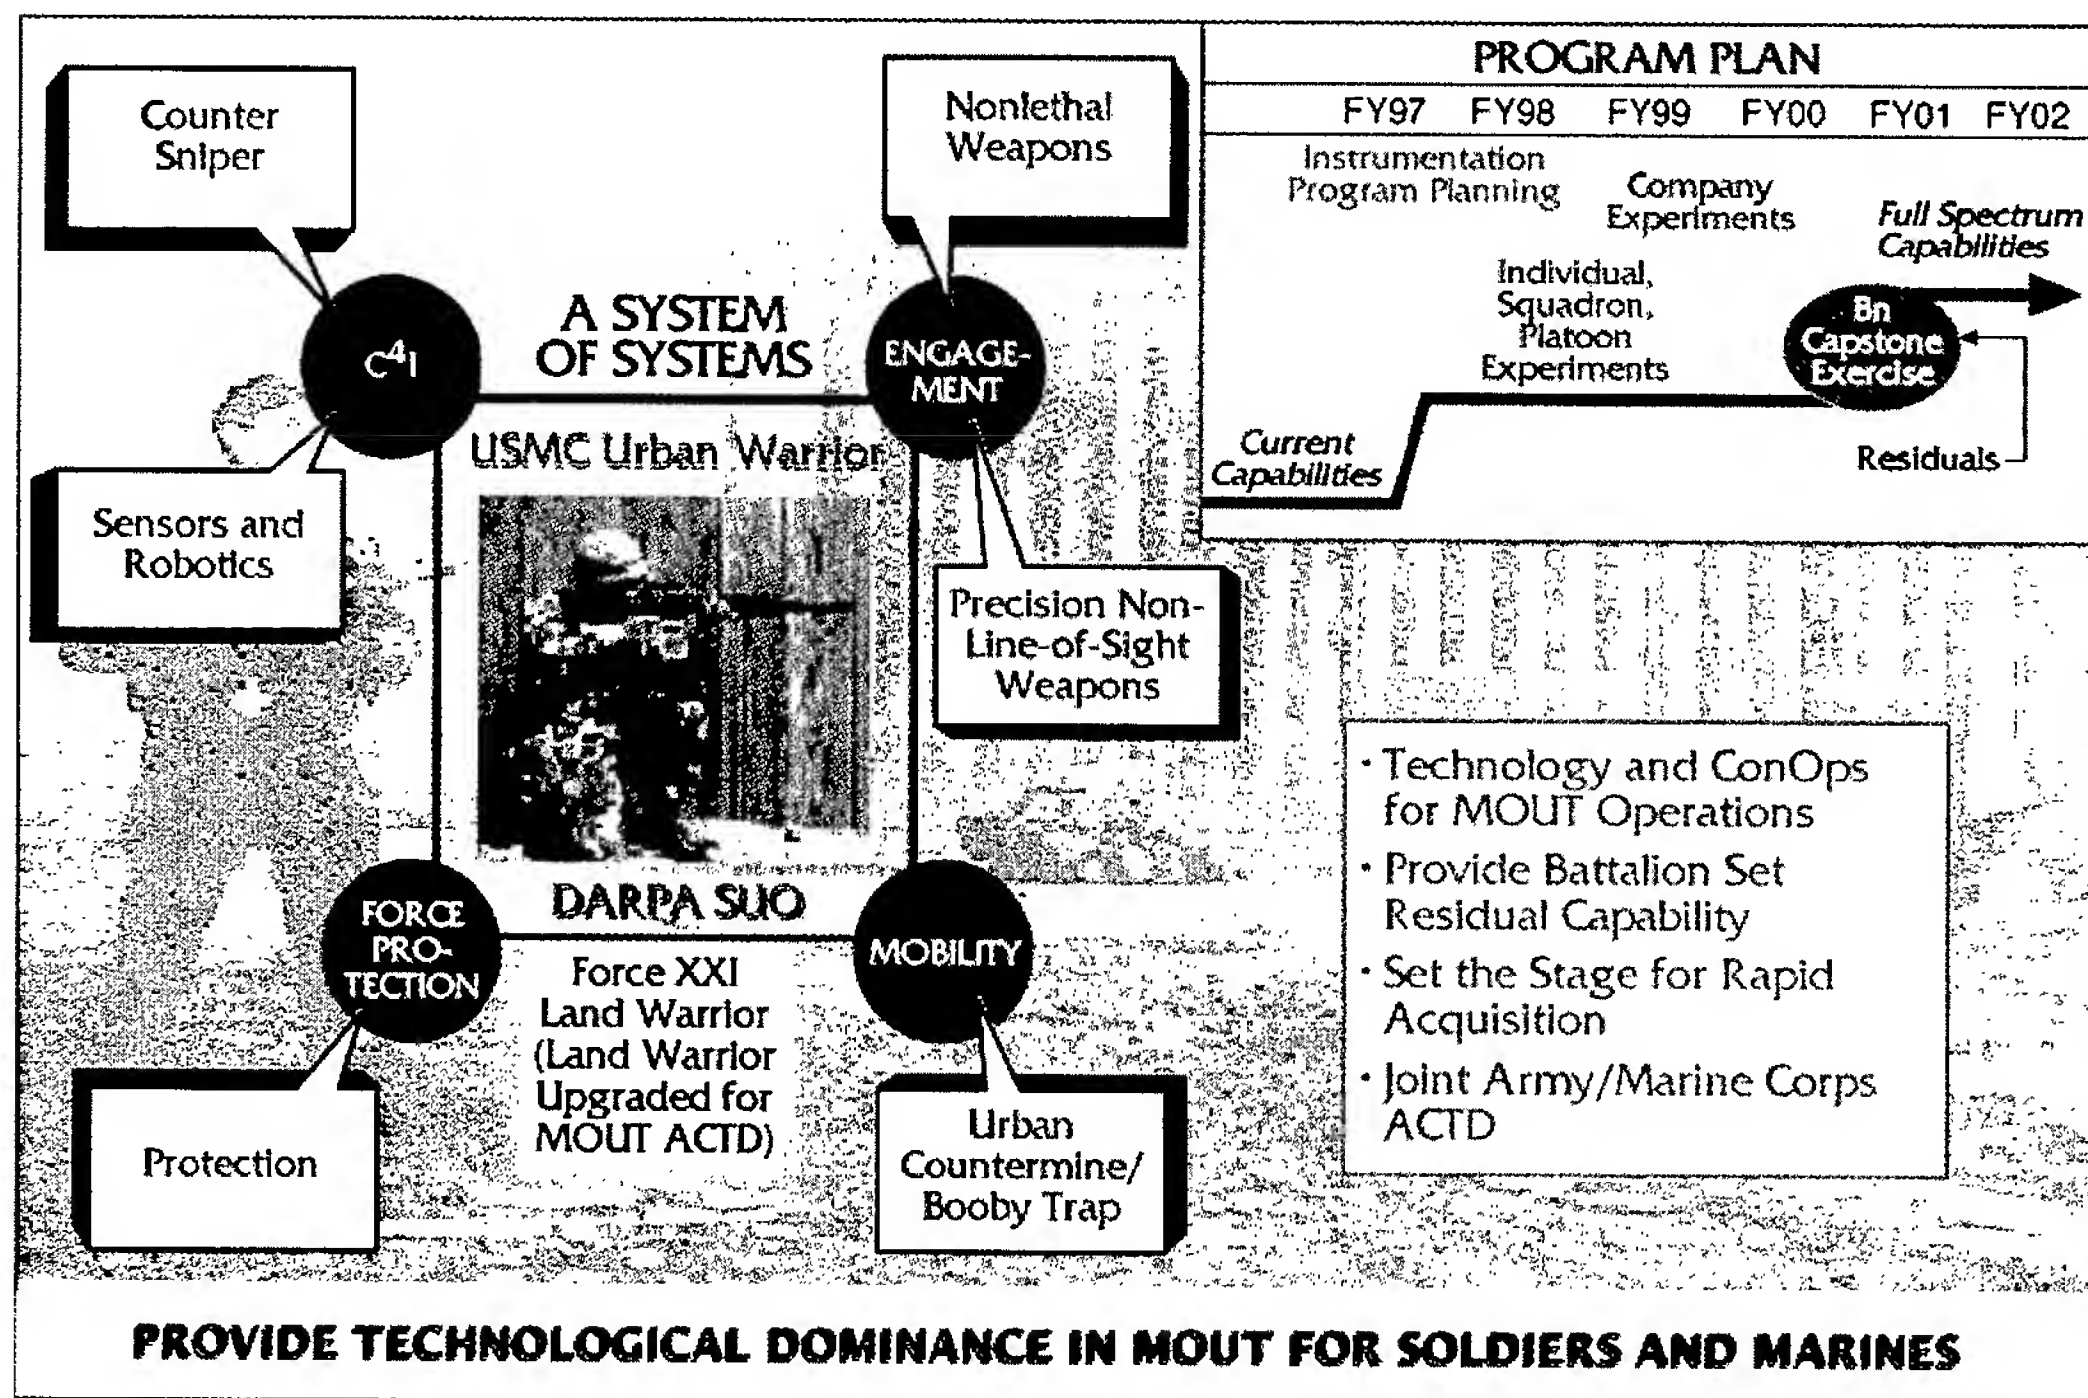 Counter
Sniper
Nonlethal
Weapons
C4I
A SYSTEM
OF SYSTEMS
ENGAGE-
MENT
USMC Urban Warrior
Sensors and
Robotics
Precision Non-
Line-of-Sight
Weapons
FORCE
PRO-
TECTION
DARPA SUO
MOBILITY
Force XXI
Land Warrior
(Land Warrior
Upgraded for
MOUT ACTD)
Protection
Urban
Countermine/
Booby Trap
PROGRAM PLAN
FY97 FY98 FY99 FY00 FY01 FY02
Instrumentation
Program Planning
Company
Experiments
Full Spectrum
Capabilities
Individual,
Squadron,
Platoon
Experiments
Bn
Capstone
Exercise
Current
Capabilities
Residuals
• Technology and ConOps
for MOUT Operations
• Provide Battalion Set
Residual Capability
• Set the Stage for Rapid
Acquisition
• Joint Army/Marine Corps
ACTD
PROVIDE TECHNOLOGICAL DOMINANCE IN MOUT FOR SOLDIERS AND MARINES